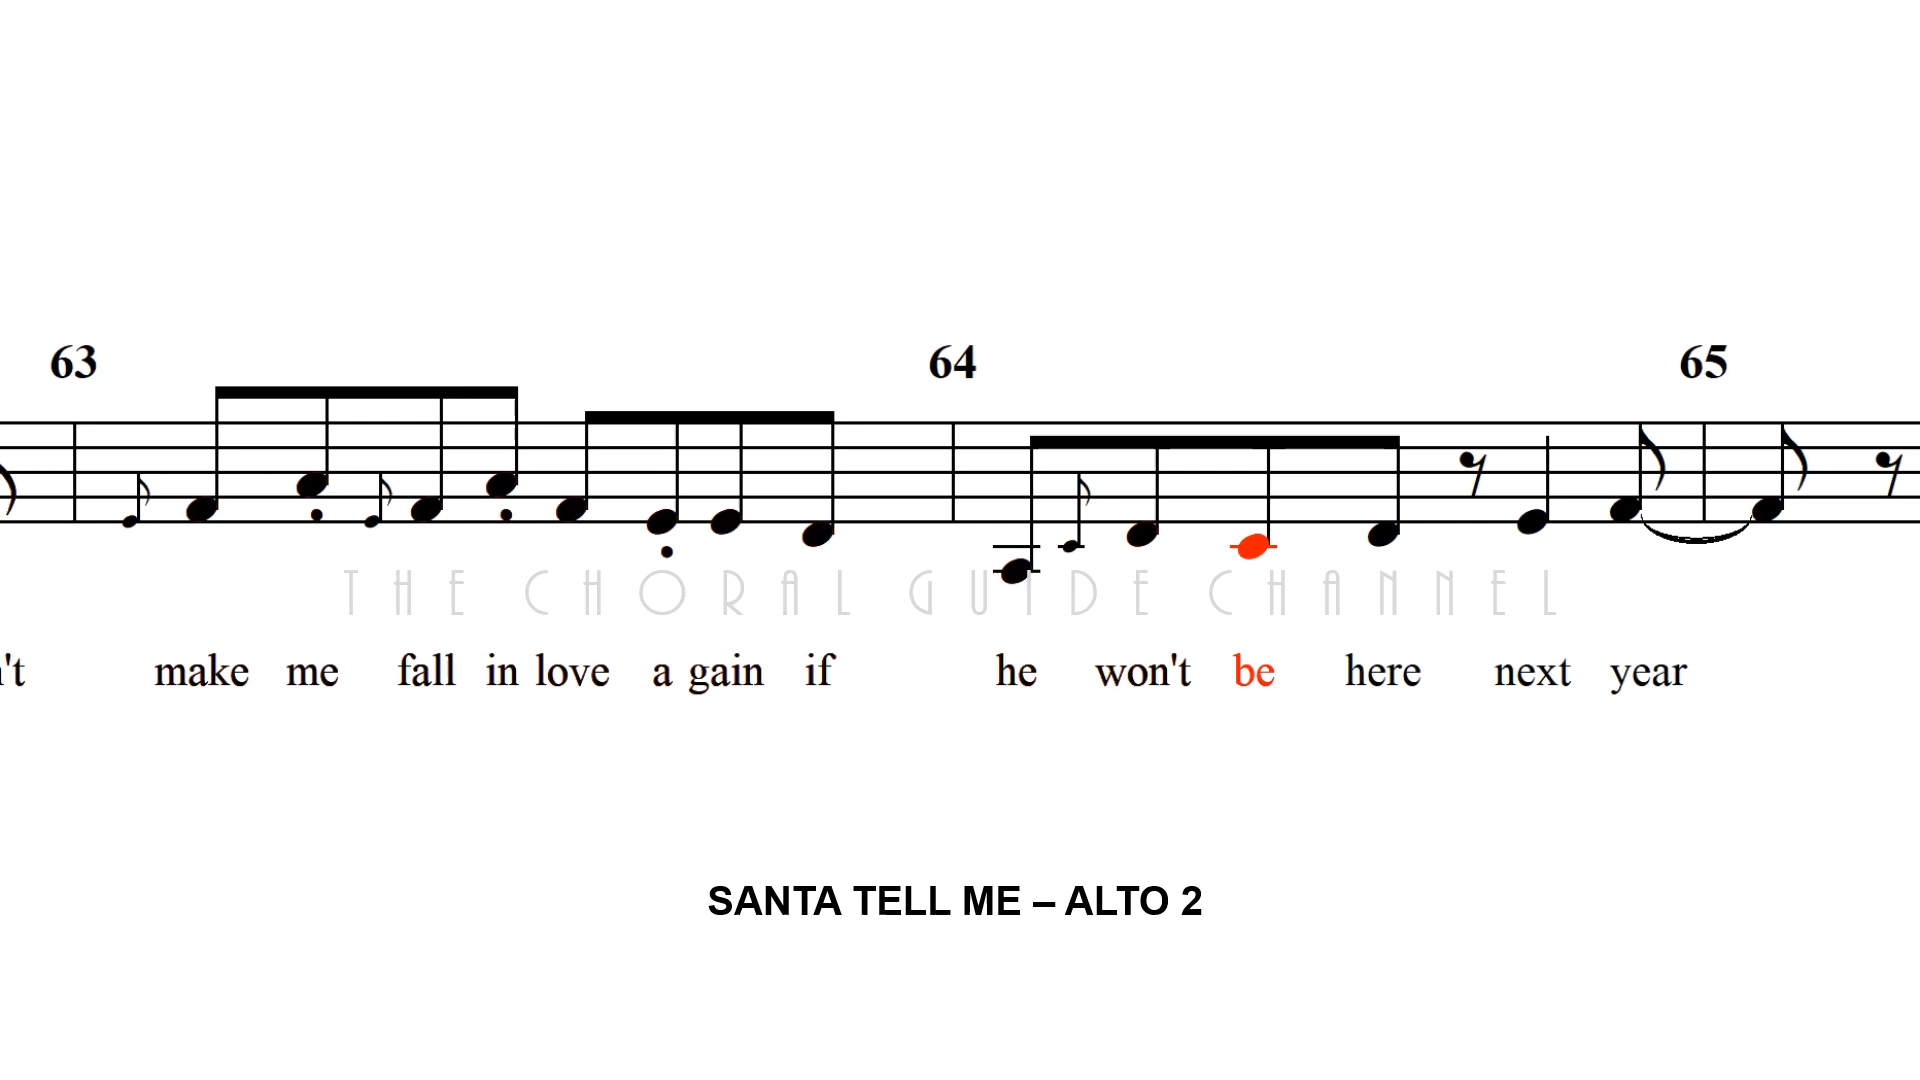 63 64 65
THE CHORAL GUIDE CHANNEL
't make me fall in love a gain if he won't be here next year
SANTA TELL ME – ALTO 2